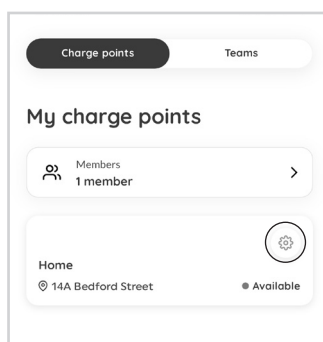 Charge points Teams
My charge points
Members
1 member
Home
14A Bedford Street Available